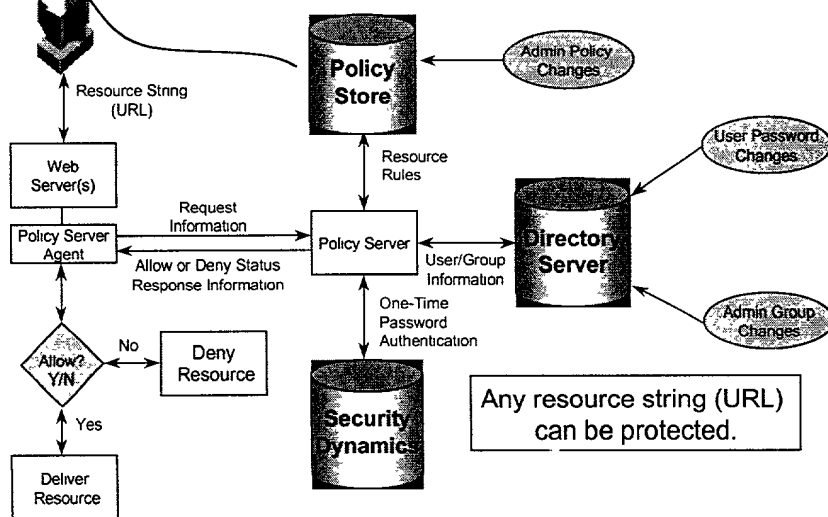 Admin Policy
Changes
Policy
Store
Resource String
(URL)
User Password
Changes
Resource
Rules
Web
Server(s)
Request
Information
Policy Server
Agent
Policy Server
Directory
Server
Allow or Deny Status
Response Information
User/Group
Information
One-Time
Password
Authentication
Admin Group
Changes
Allow?
Y/N
No
Deny
Resource
Any resource string (URL)
can be protected.
Security
Dynamics
Yes
Deliver
Resource